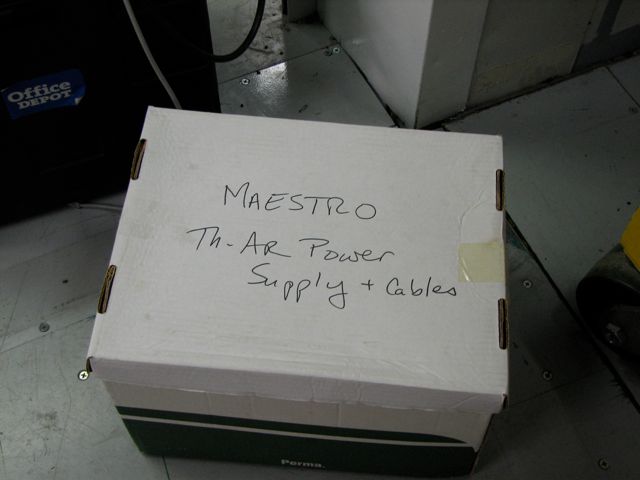 Office
DEPOT
MAESTRO
Th-AR Power
Supply + Cables
Perma.